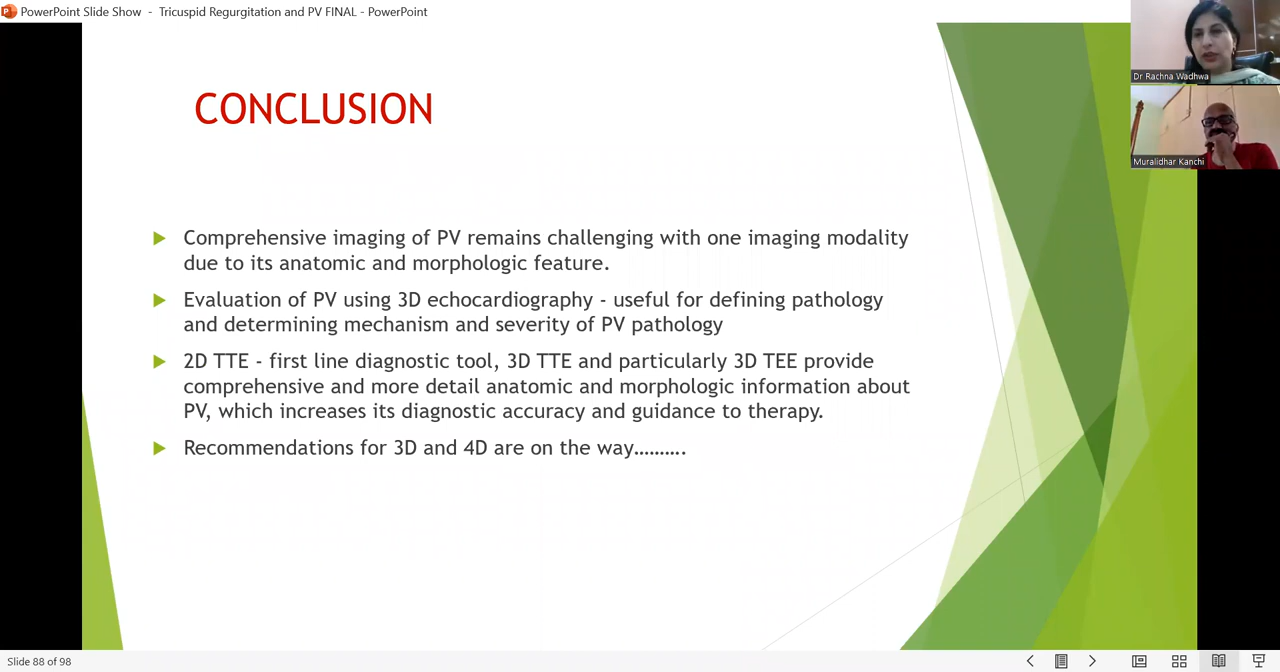 PowerPoint Slide Show - Tricuspid Regurgitation and PV FINAL - PowerPoint
Dr Rachna Wadhwa
Muralidhar Kanchi
CONCLUSION
Comprehensive imaging of PV remains challenging with one imaging modality
due to its anatomic and morphologic feature.
Evaluation of PV using 3D echocardiography - useful for defining pathology
and determining mechanism and severity of PV pathology
2D TTE - first line diagnostic tool, 3D TTE and particularly 3D TEE provide
comprehensive and more detail anatomic and morphologic information about
PV, which increases its diagnostic accuracy and guidance to therapy.
Recommendations for 3D and 4D are on the way……….
Slide 88 of 98